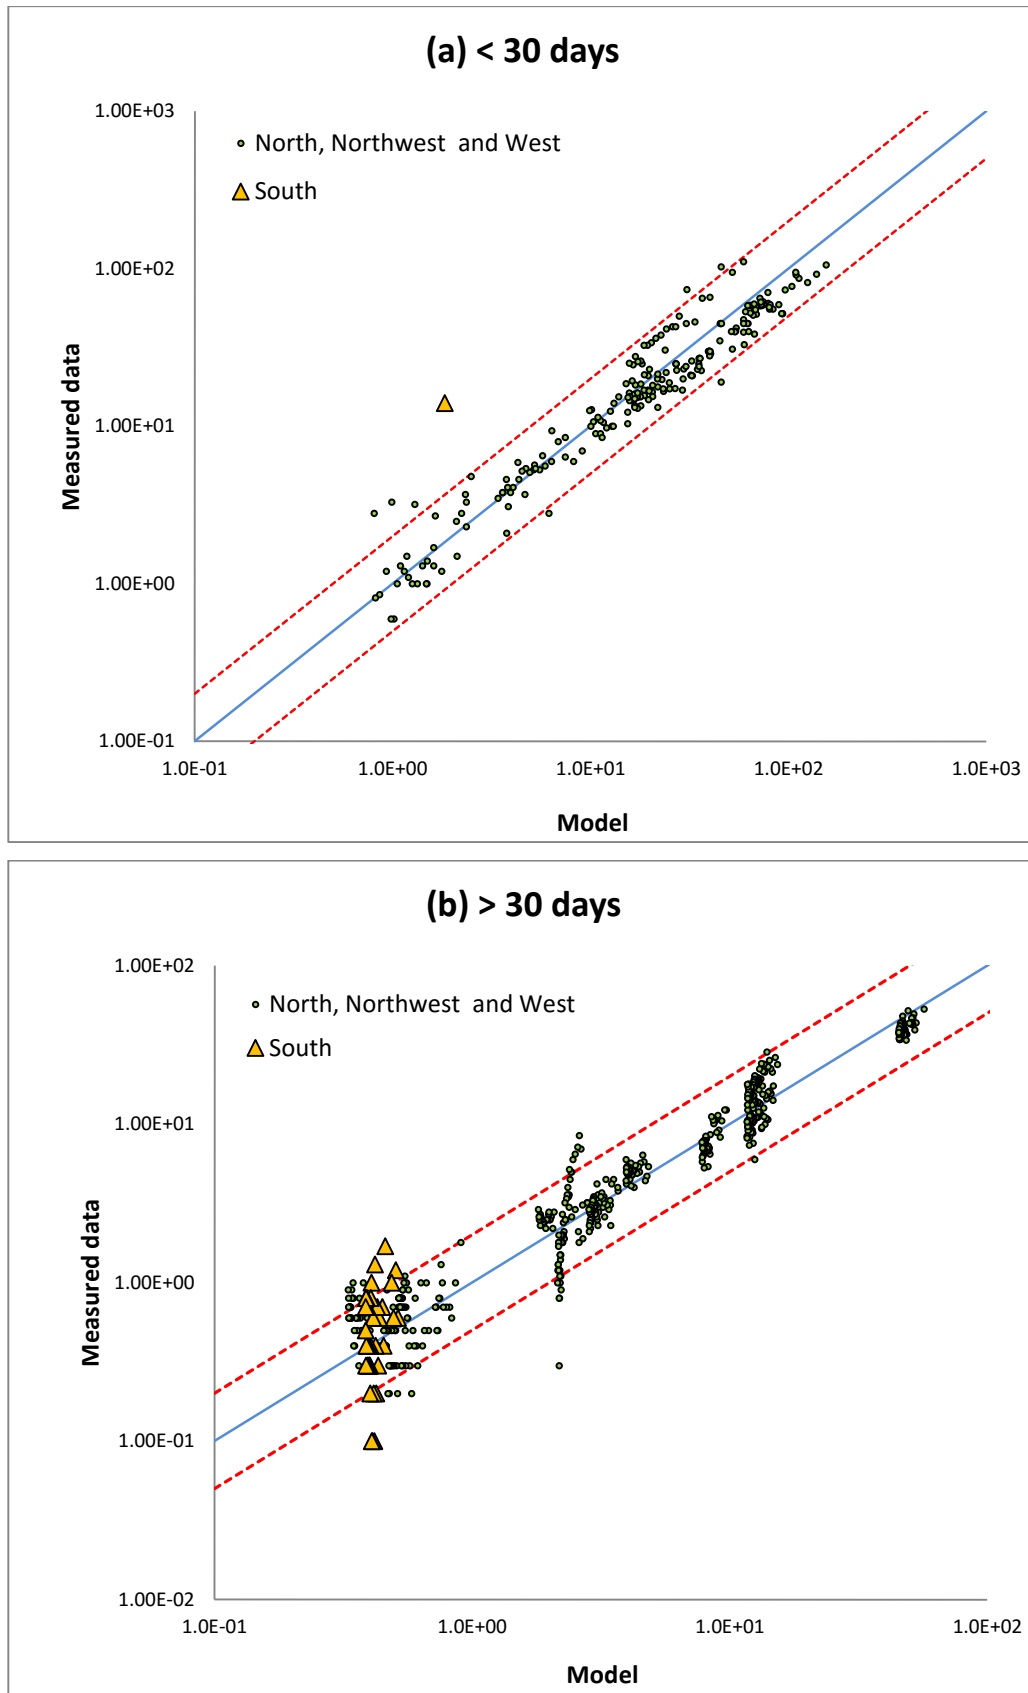 (a) < 30 days
1.00E+03
North, Northwest  and West
South
1.00E+02
1.00E+01
1.00E+00
1.00E-01
Measured data
1.0E-01 1.0E+00 1.0E+01 1.0E+02 1.0E+03
Model
(b) > 30 days
1.00E+02
North, Northwest  and West
South
1.00E+01
1.00E+00
1.00E-01
1.00E-02
Measured data
1.0E-01 1.0E+00 1.0E+01 1.0E+02
Model